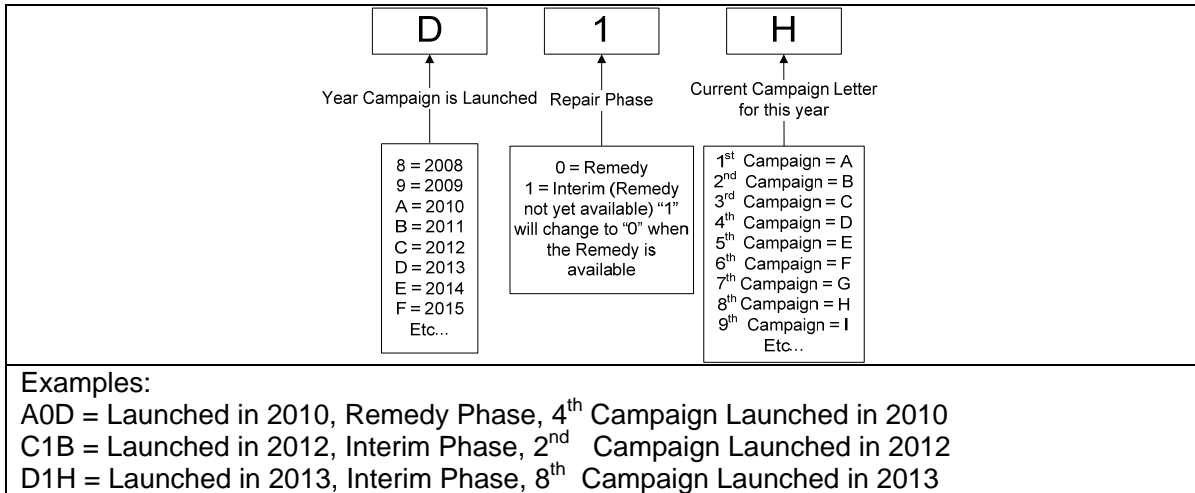 D 1 H
Year Campaign is Launched
Repair Phase
Current Campaign Letter
for this year
8 = 2008
9 = 2009
A = 2010
B = 2011
C = 2012
D = 2013
E = 2014
F = 2015
Etc...
0 = Remedy
1 = Interim (Remedy
not yet available) “1”
will change to “0” when
the Remedy is
available
1st Campaign = A
2nd Campaign = B
3rd Campaign = C
4th Campaign = D
5th Campaign = E
6th Campaign = F
7th Campaign = G
8th Campaign = H
9th Campaign = I
Etc...
Examples:
A0D = Launched in 2010, Remedy Phase, 4th Campaign Launched in 2010
C1B = Launched in 2012, Interim Phase, 2nd Campaign Launched in 2012
D1H = Launched in 2013, Interim Phase, 8th Campaign Launched in 2013